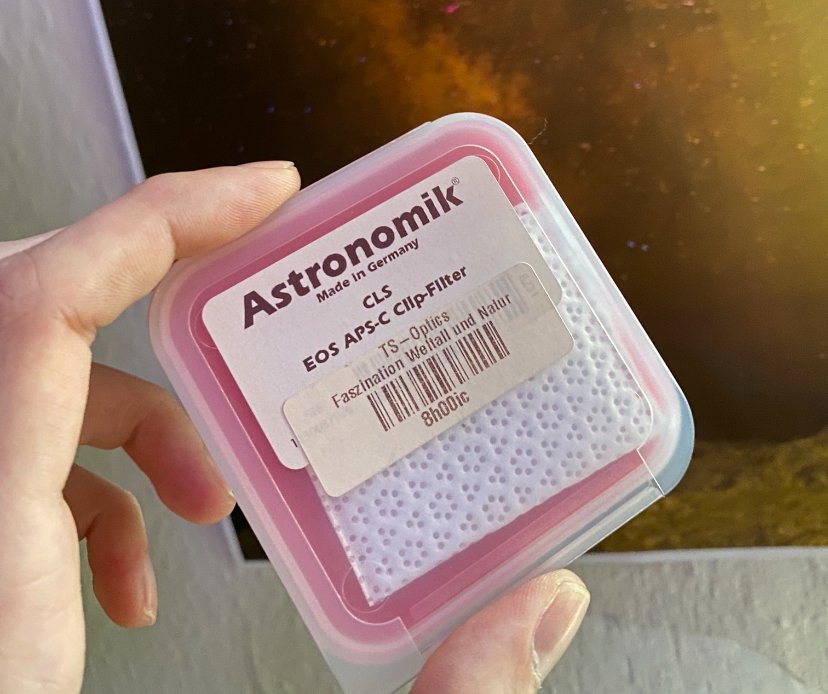 Astronomik®
Made in Germany
CLS
EOS APS-C Clip-Filter
TS-Optics
Faszination Weltall und Natur
8h00ic